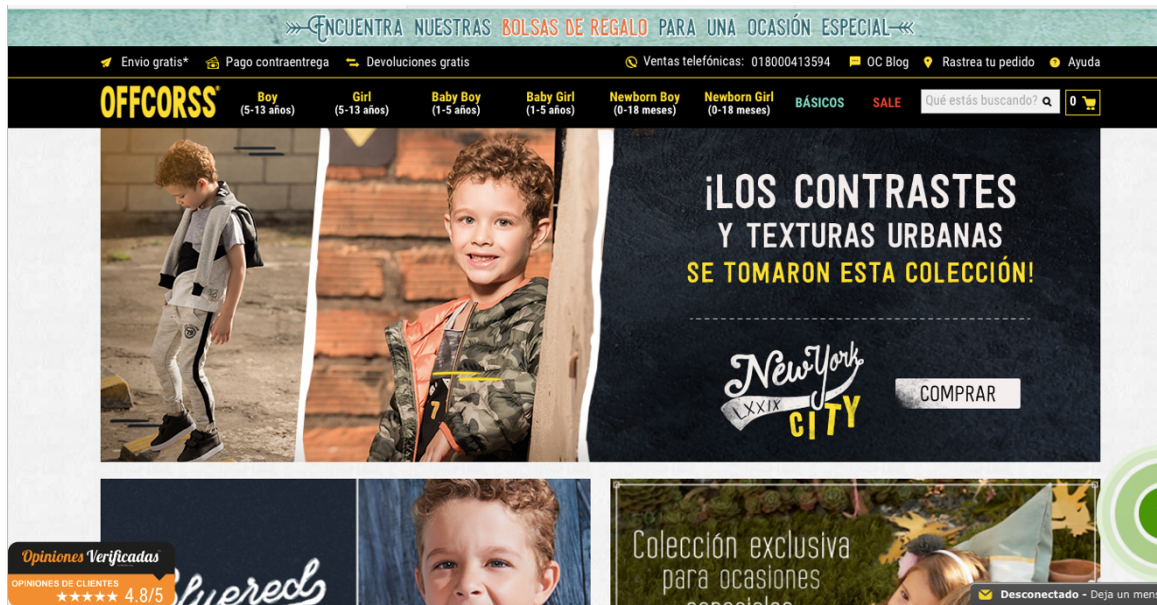 ENCUENTRA NUESTRAS BOLSAS DE REGALO PARA UNA OCASIÓN ESPECIAL
Envio gratis* Pago contraentrega Devoluciones gratis Ventas telefónicas: 018000413594 OC Blog Rastrea tu pedido Ayuda
OFFCORSS® Boy Girl Baby Boy Baby Girl Newborn Boy Newborn Girl BÁSICOS SALE Qué estás buscando? 0
(5-13 años) (5-13 años) (1-5 años) (1-5 años) (0-18 meses) (0-18 meses)
¡LOS CONTRASTES
Y TEXTURAS URBANAS
SE TOMARON ESTA COLECCIÓN!
New York
LXXIX
CITY
COMPRAR
78
7
Colección exclusiva
para ocasiones
especiales
Opiniones Verificadas
OPINIONES DE CLIENTES
4.8/5
Desconectado - Deja un mens